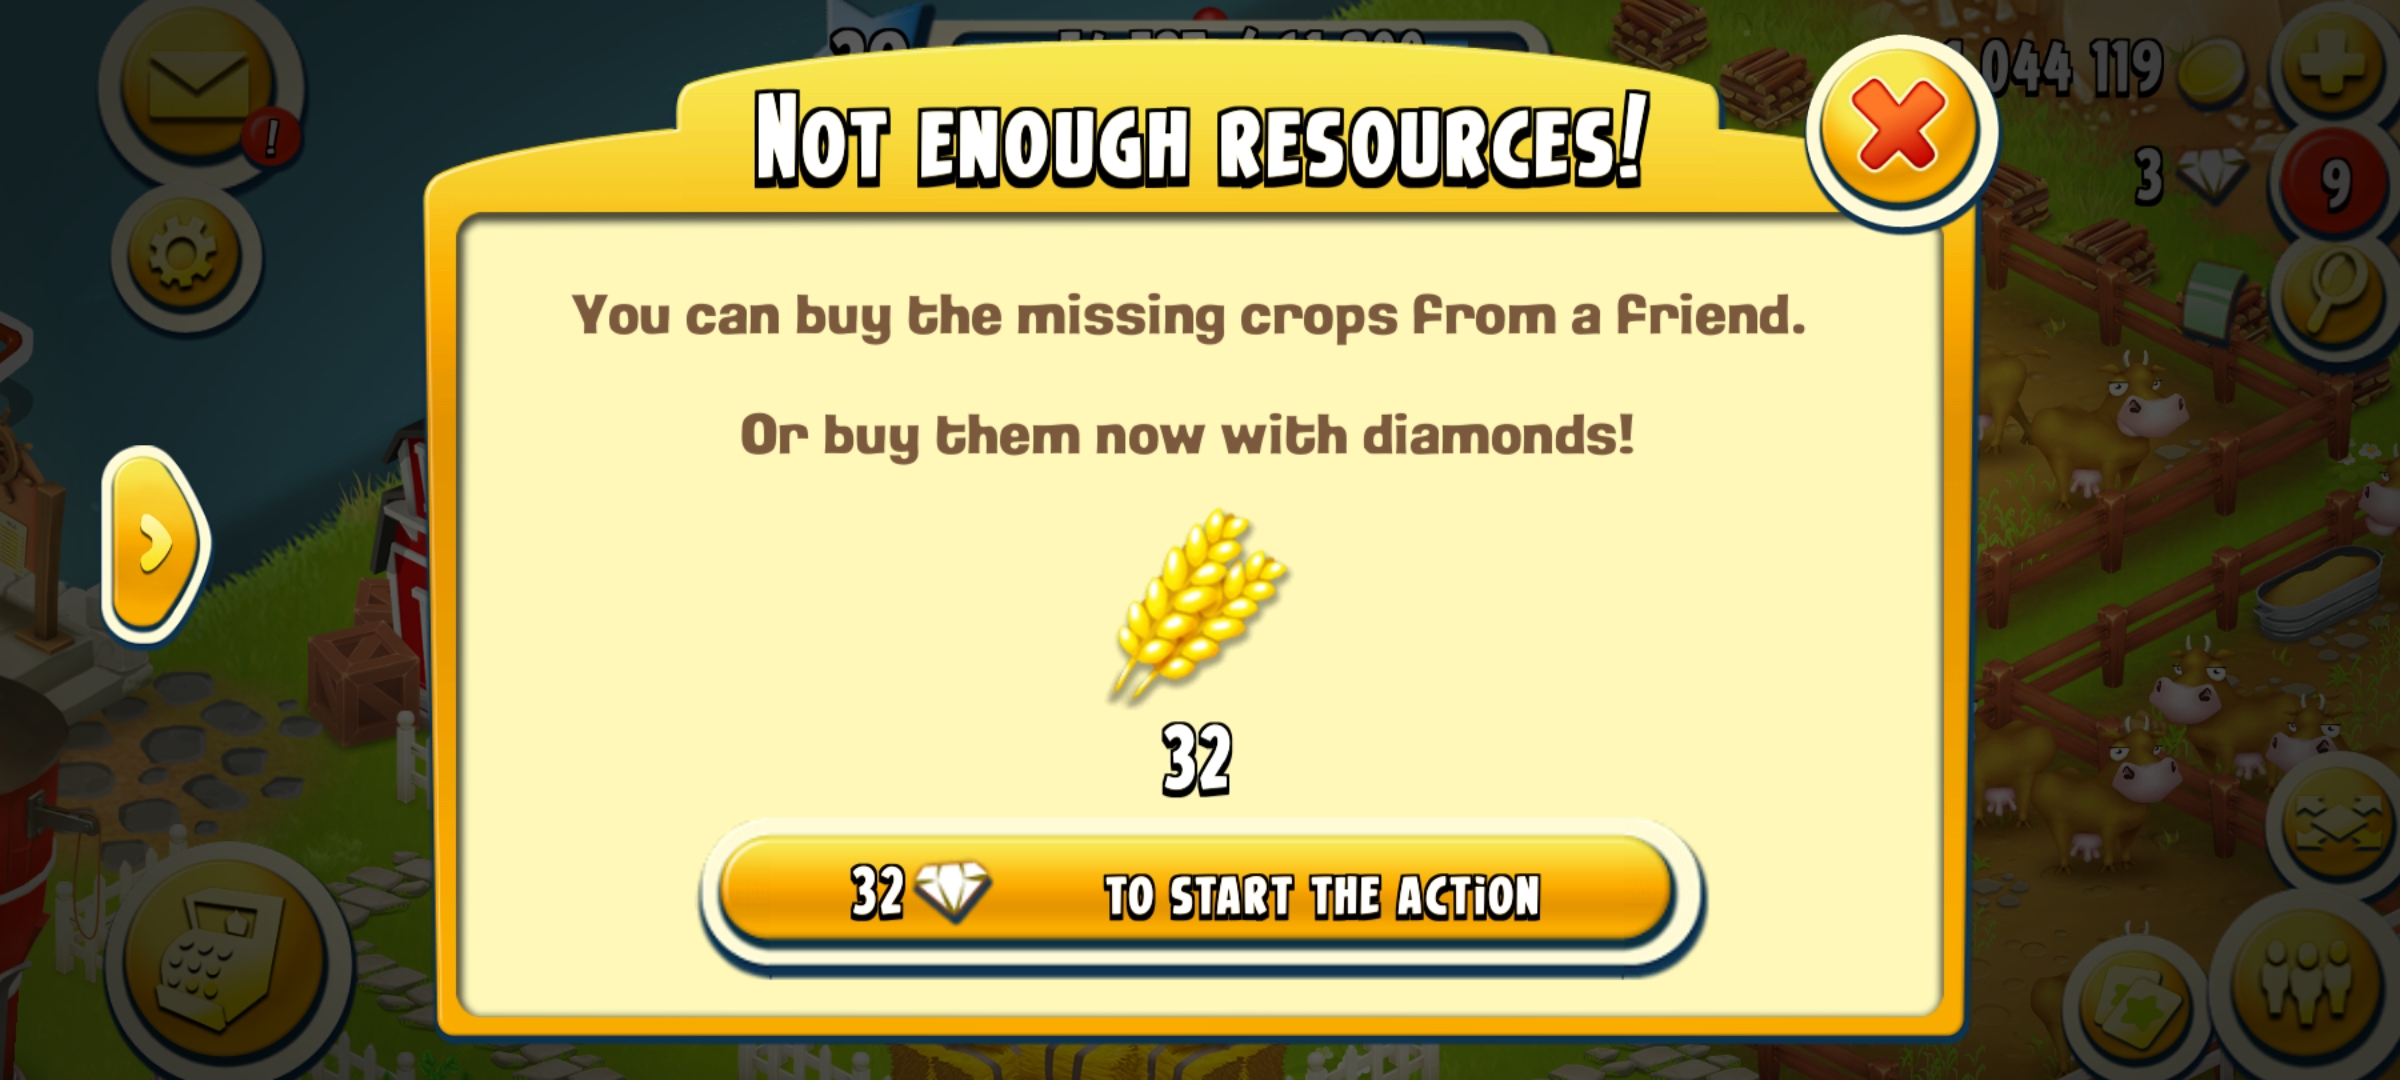 NOT ENOUGH RESOURCES!
044 119
3
9
!
You can buy the missing crops from a friend.
Or buy them now with diamonds!
32
32 TO START THE ACTION